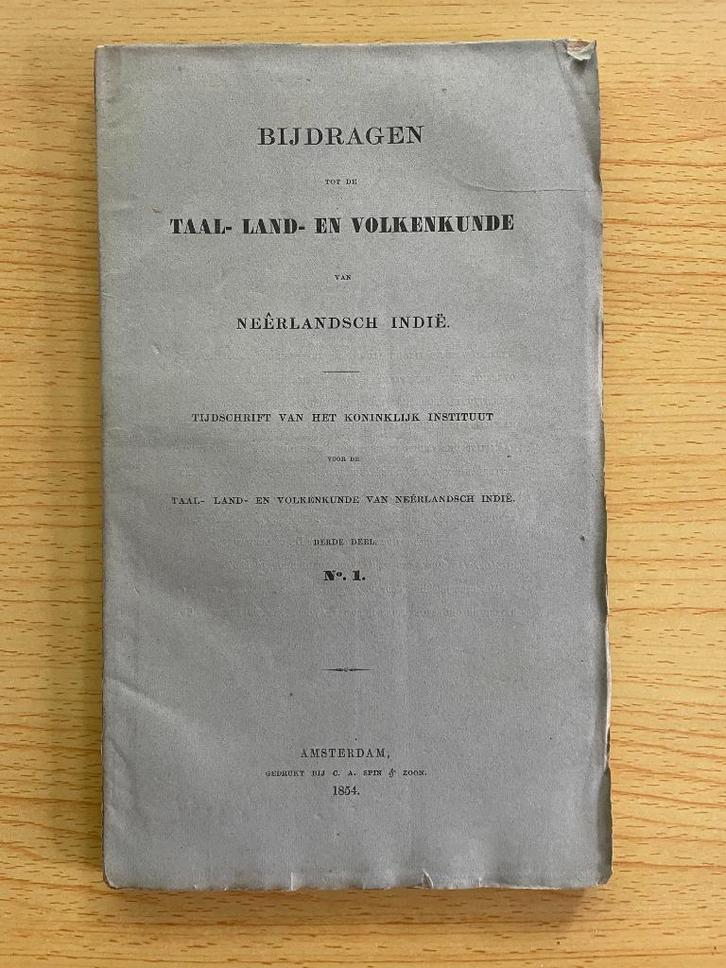 BIJDRAGEN
TOT DE
TAAL- LAND- EN VOLKENKUNDE
VAN
NEÊRLANDSCH INDIË.
TIJDSCHRIFT VAN HET KONINKLIJK INSTITUUT
VOOR DE
TAAL- LAND- EN VOLKENKUNDE VAN NEÊRLANDSCH INDIË.
DERDE DEEL.
No. 1.
AMSTERDAM,
GEDRUKT BIJ C. A. SPIN & ZOON.
1854.